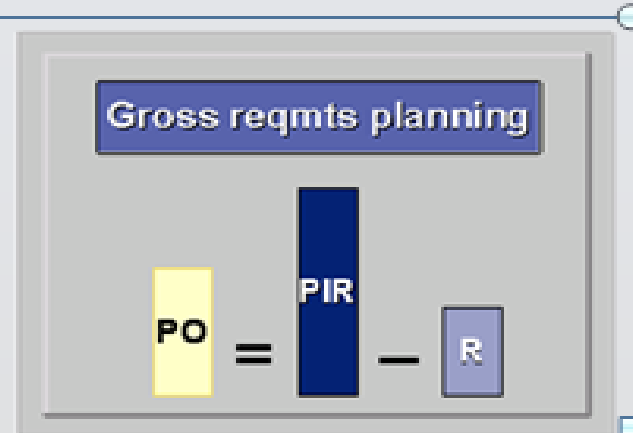 Gross reqmts planning
PO = PIR – R